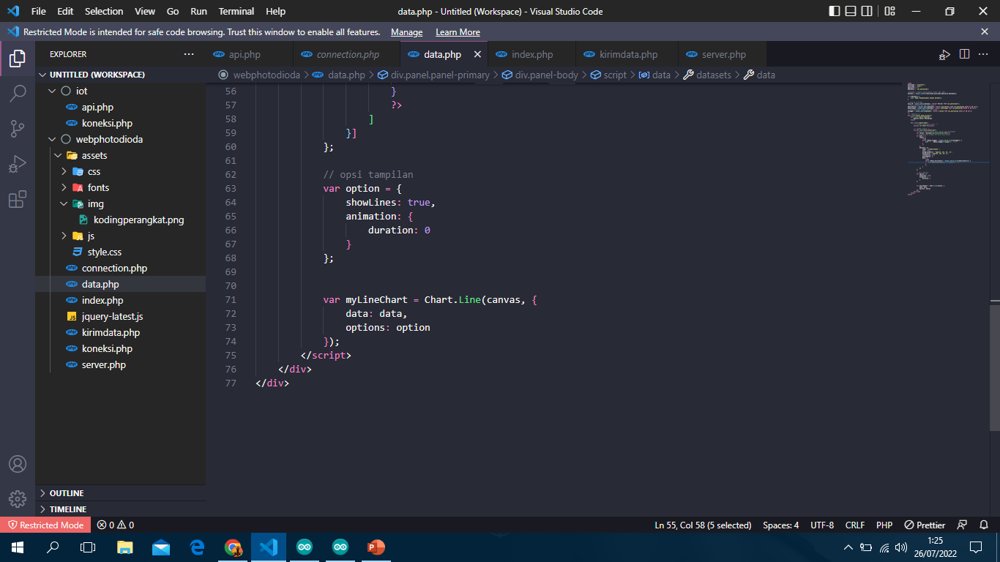 File Edit Selection View Go Run Terminal Help data.php - Untitled (Workspace) - Visual Studio Code
Restricted Mode is intended for safe code browsing. Trust this window to enable all features. Manage Learn More
EXPLORER
api.php connection.php data.php index.php kirimdata.php server.php
webphotodioda > data.php > div.panel.panel-primary > div.panel-body > script > data > datasets > data
UNTITLED (WORKSPACE)
iot
api.php
koneksi.php
webphotodioda
assets
css
fonts
img
kodingperangkat.png
js
style.css
connection.php
data.php
index.php
jquery-latest.js
kirimdata.php
koneksi.php
server.php
OUTLINE
TIMELINE
56 }
57 ?>
58 ]
59 }]
60 };
61
62 // opsi tampilan
63 var option = {
64 showLines: true,
65 animation: {
66 duration: 0
67 }
68 };
69
70
71 var myLineChart = Chart.Line(canvas, {
72 data: data,
73 options: option
74 });
75 </script>
76 </div>
77 </div>
Restricted Mode 0 0 Ln 55, Col 58 (5 selected) Spaces: 4 UTF-8 CRLF PHP Prettier
1:25
26/07/2022